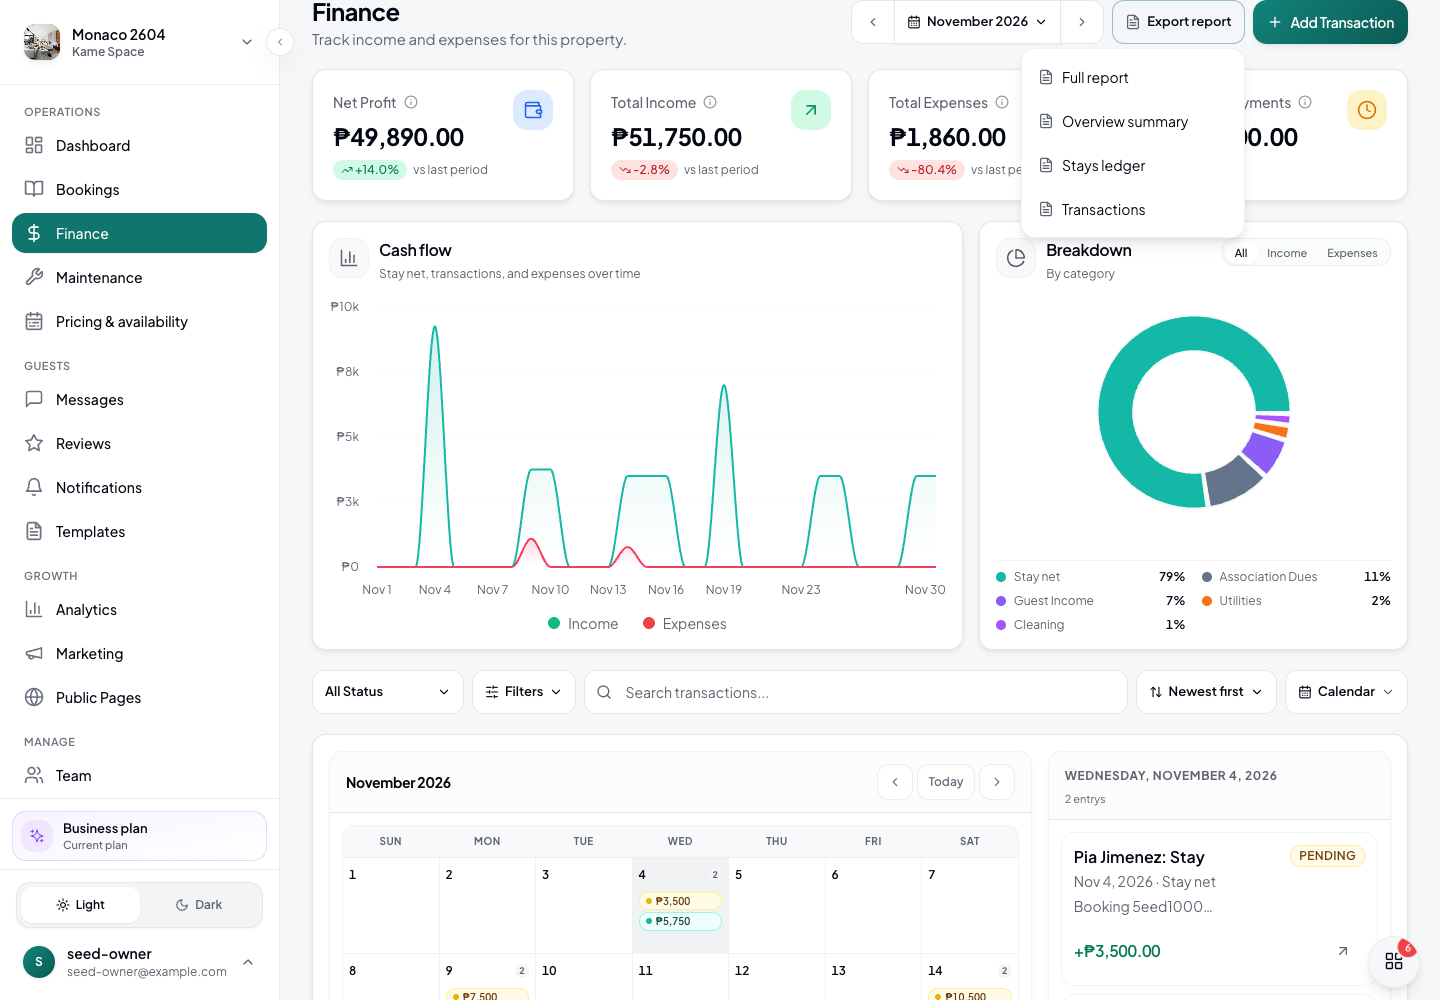 Monaco 2604
Kame Space
OPERATIONS
Dashboard
Bookings
Finance
Maintenance
Pricing & availability
GUESTS
Messages
Reviews
Notifications
Templates
GROWTH
Analytics
Marketing
Public Pages
MANAGE
Team
Business plan
Current plan
Light
Dark
S
seed-owner
seed-owner@example.com
Finance
Track income and expenses for this property.
November 2026
Export report
Add Transaction
Full report
Overview summary
Stays ledger
Transactions
Net Profit
₱49,890.00
+14.0% vs last period
Total Income
₱51,750.00
-2.8% vs last period
Total Expenses
₱1,860.00
-80.4% vs last pe
yments
00.00
Cash flow
Stay net, transactions, and expenses over time
₱10k
₱8k
₱5k
₱3k
₱0
Nov 1 Nov 4 Nov 7 Nov 10 Nov 13 Nov 16 Nov 19 Nov 23 Nov 30
Income Expenses
Breakdown
By category
All Income Expenses
Stay net 79% Association Dues 11%
Guest Income 7% Utilities 2%
Cleaning 1%
All Status
Filters
Search transactions...
Newest first
Calendar
November 2026
Today
SUN MON TUE WED THU FRI SAT
1 2 3 4 2 5 6 7
₱3,500
₱5,750
8 9 2 10 11 12 13 14 2
₱7,500 ₱10,500
WEDNESDAY, NOVEMBER 4, 2026
2 entrys
Pia Jimenez: Stay
PENDING
Nov 4, 2026 · Stay net
Booking 5eed1000…
+₱3,500.00
6